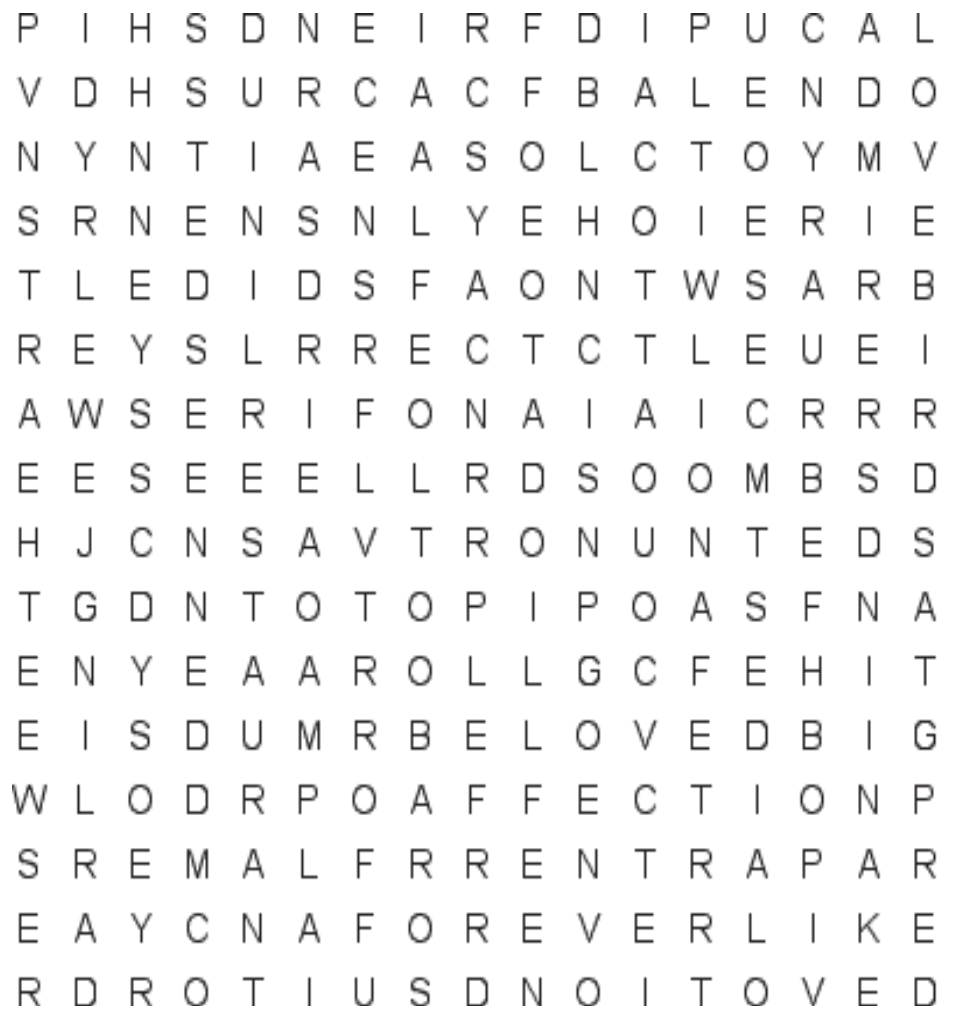 P I H S D N E I R F D I P U C A L
V D H S U R C A C F B A L E N D O
N Y N T I A E A S O L C T O Y M V
S R N E N S N L Y E H O I E R I E
T L E D I D S F A O N T W S A R B
R E Y S L R R E C T C T L E U E I
A W S E R I F O N A I A I C R R R
E E S E E E L L R D S O O M B S D
H J C N S A V T R O N U N T E D S
T G D N T O T O P I P O A S F N A
E N Y E A A R O L L G C F E H I T
E I S D U M R B E L O V E D B I G
W L O D R P O A F F E C T I O N P
S R E M A L F R R E N T R A P A R
E A Y C N A F O R E V E R L I K E
R D R O T I U S D N O I T O V E D